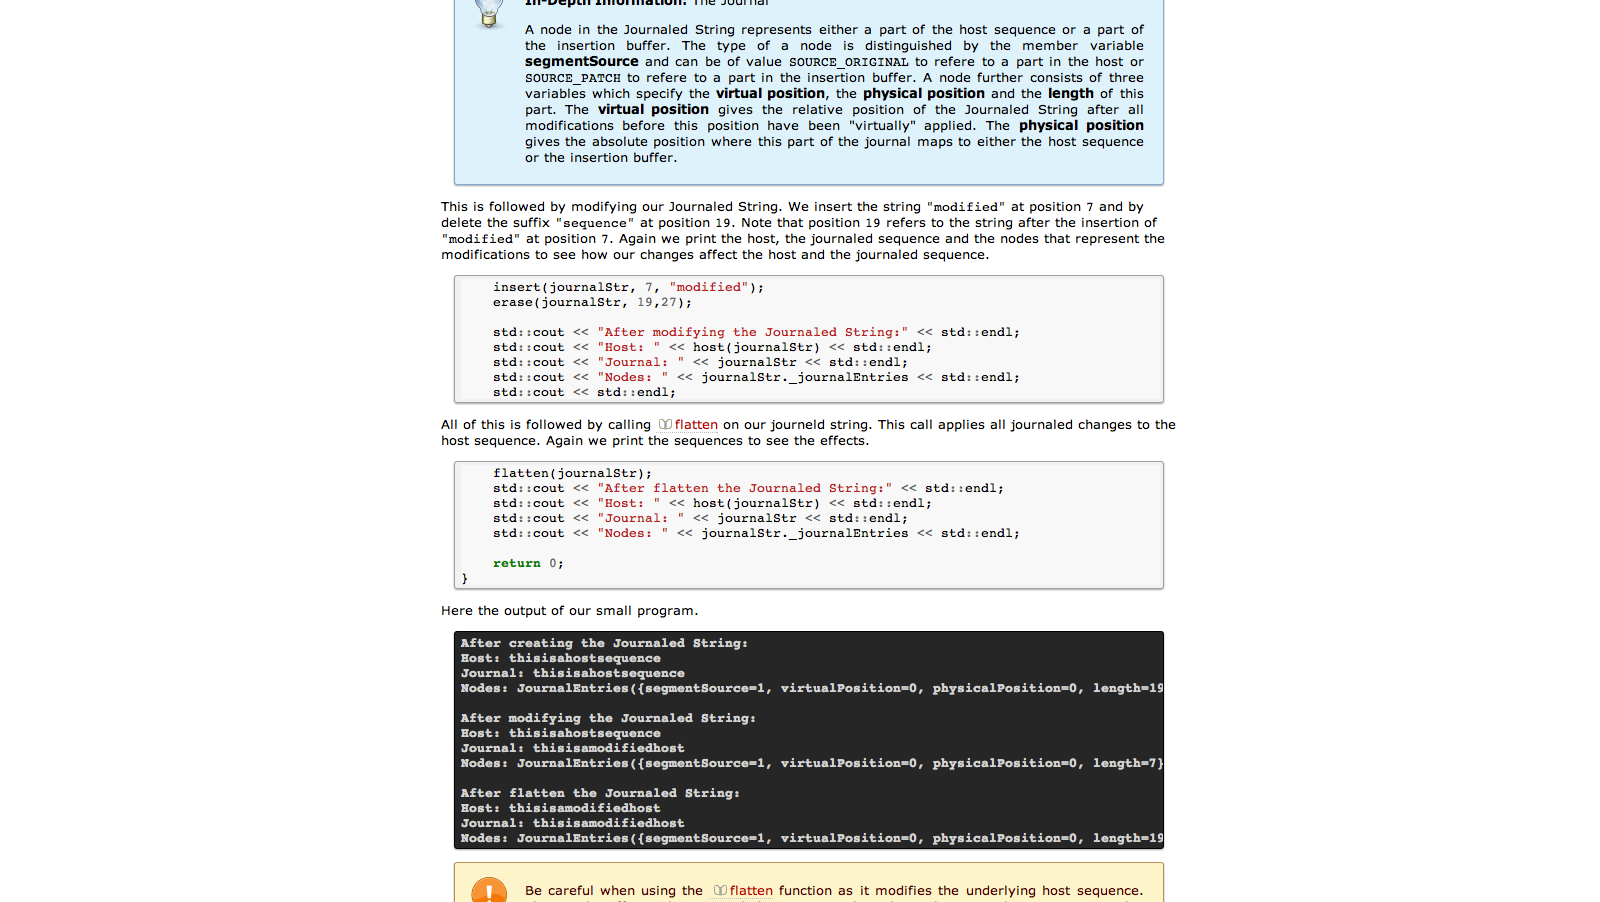 In-Depth Information: The Journal
A node in the Journaled String represents either a part of the host sequence or a part of
the insertion buffer. The type of a node is distinguished by the member variable
segmentSource and can be of value SOURCE_ORIGINAL to refere to a part in the host or
SOURCE_PATCH to refere to a part in the insertion buffer. A node further consists of three
variables which specify the virtual position, the physical position and the length of this
part. The virtual position gives the relative position of the Journaled String after all
modifications before this position have been "virtually" applied. The physical position
gives the absolute position where this part of the journal maps to either the host sequence
or the insertion buffer.
This is followed by modifying our Journaled String. We insert the string "modified" at position 7 and by
delete the suffix "sequence" at position 19. Note that position 19 refers to the string after the insertion of
"modified" at position 7. Again we print the host, the journaled sequence and the nodes that represent the
modifications to see how our changes affect the host and the journaled sequence.
insert(journalStr, 7, "modified");
erase(journalStr, 19,27);
std::cout << "After modifying the Journaled String:" << std::endl;
std::cout << "Host: " << host(journalStr) << std::endl;
std::cout << "Journal: " << journalStr << std::endl;
std::cout << "Nodes: " << journalStr._journalEntries << std::endl;
std::cout << std::endl;
All of this is followed by calling flatten on our journeld string. This call applies all journaled changes to the
host sequence. Again we print the sequences to see the effects.
flatten(journalStr);
std::cout << "After flatten the Journaled String:" << std::endl;
std::cout << "Host: " << host(journalStr) << std::endl;
std::cout << "Journal: " << journalStr << std::endl;
std::cout << "Nodes: " << journalStr._journalEntries << std::endl;
return 0;
}
Here the output of our small program.
After creating the Journaled String:
Host: thisisahostsequence
Journal: thisisahostsequence
Nodes: JournalEntries({segmentSource=1, virtualPosition=0, physicalPosition=0, length=19
After modifying the Journaled String:
Host: thisisahostsequence
Journal: thisisamodifiedhost
Nodes: JournalEntries({segmentSource=1, virtualPosition=0, physicalPosition=0, length=7}
After flatten the Journaled String:
Host: thisisamodifiedhost
Journal: thisisamodifiedhost
Nodes: JournalEntries({segmentSource=1, virtualPosition=0, physicalPosition=0, length=19
Be careful when using the flatten function as it modifies the underlying host sequence.